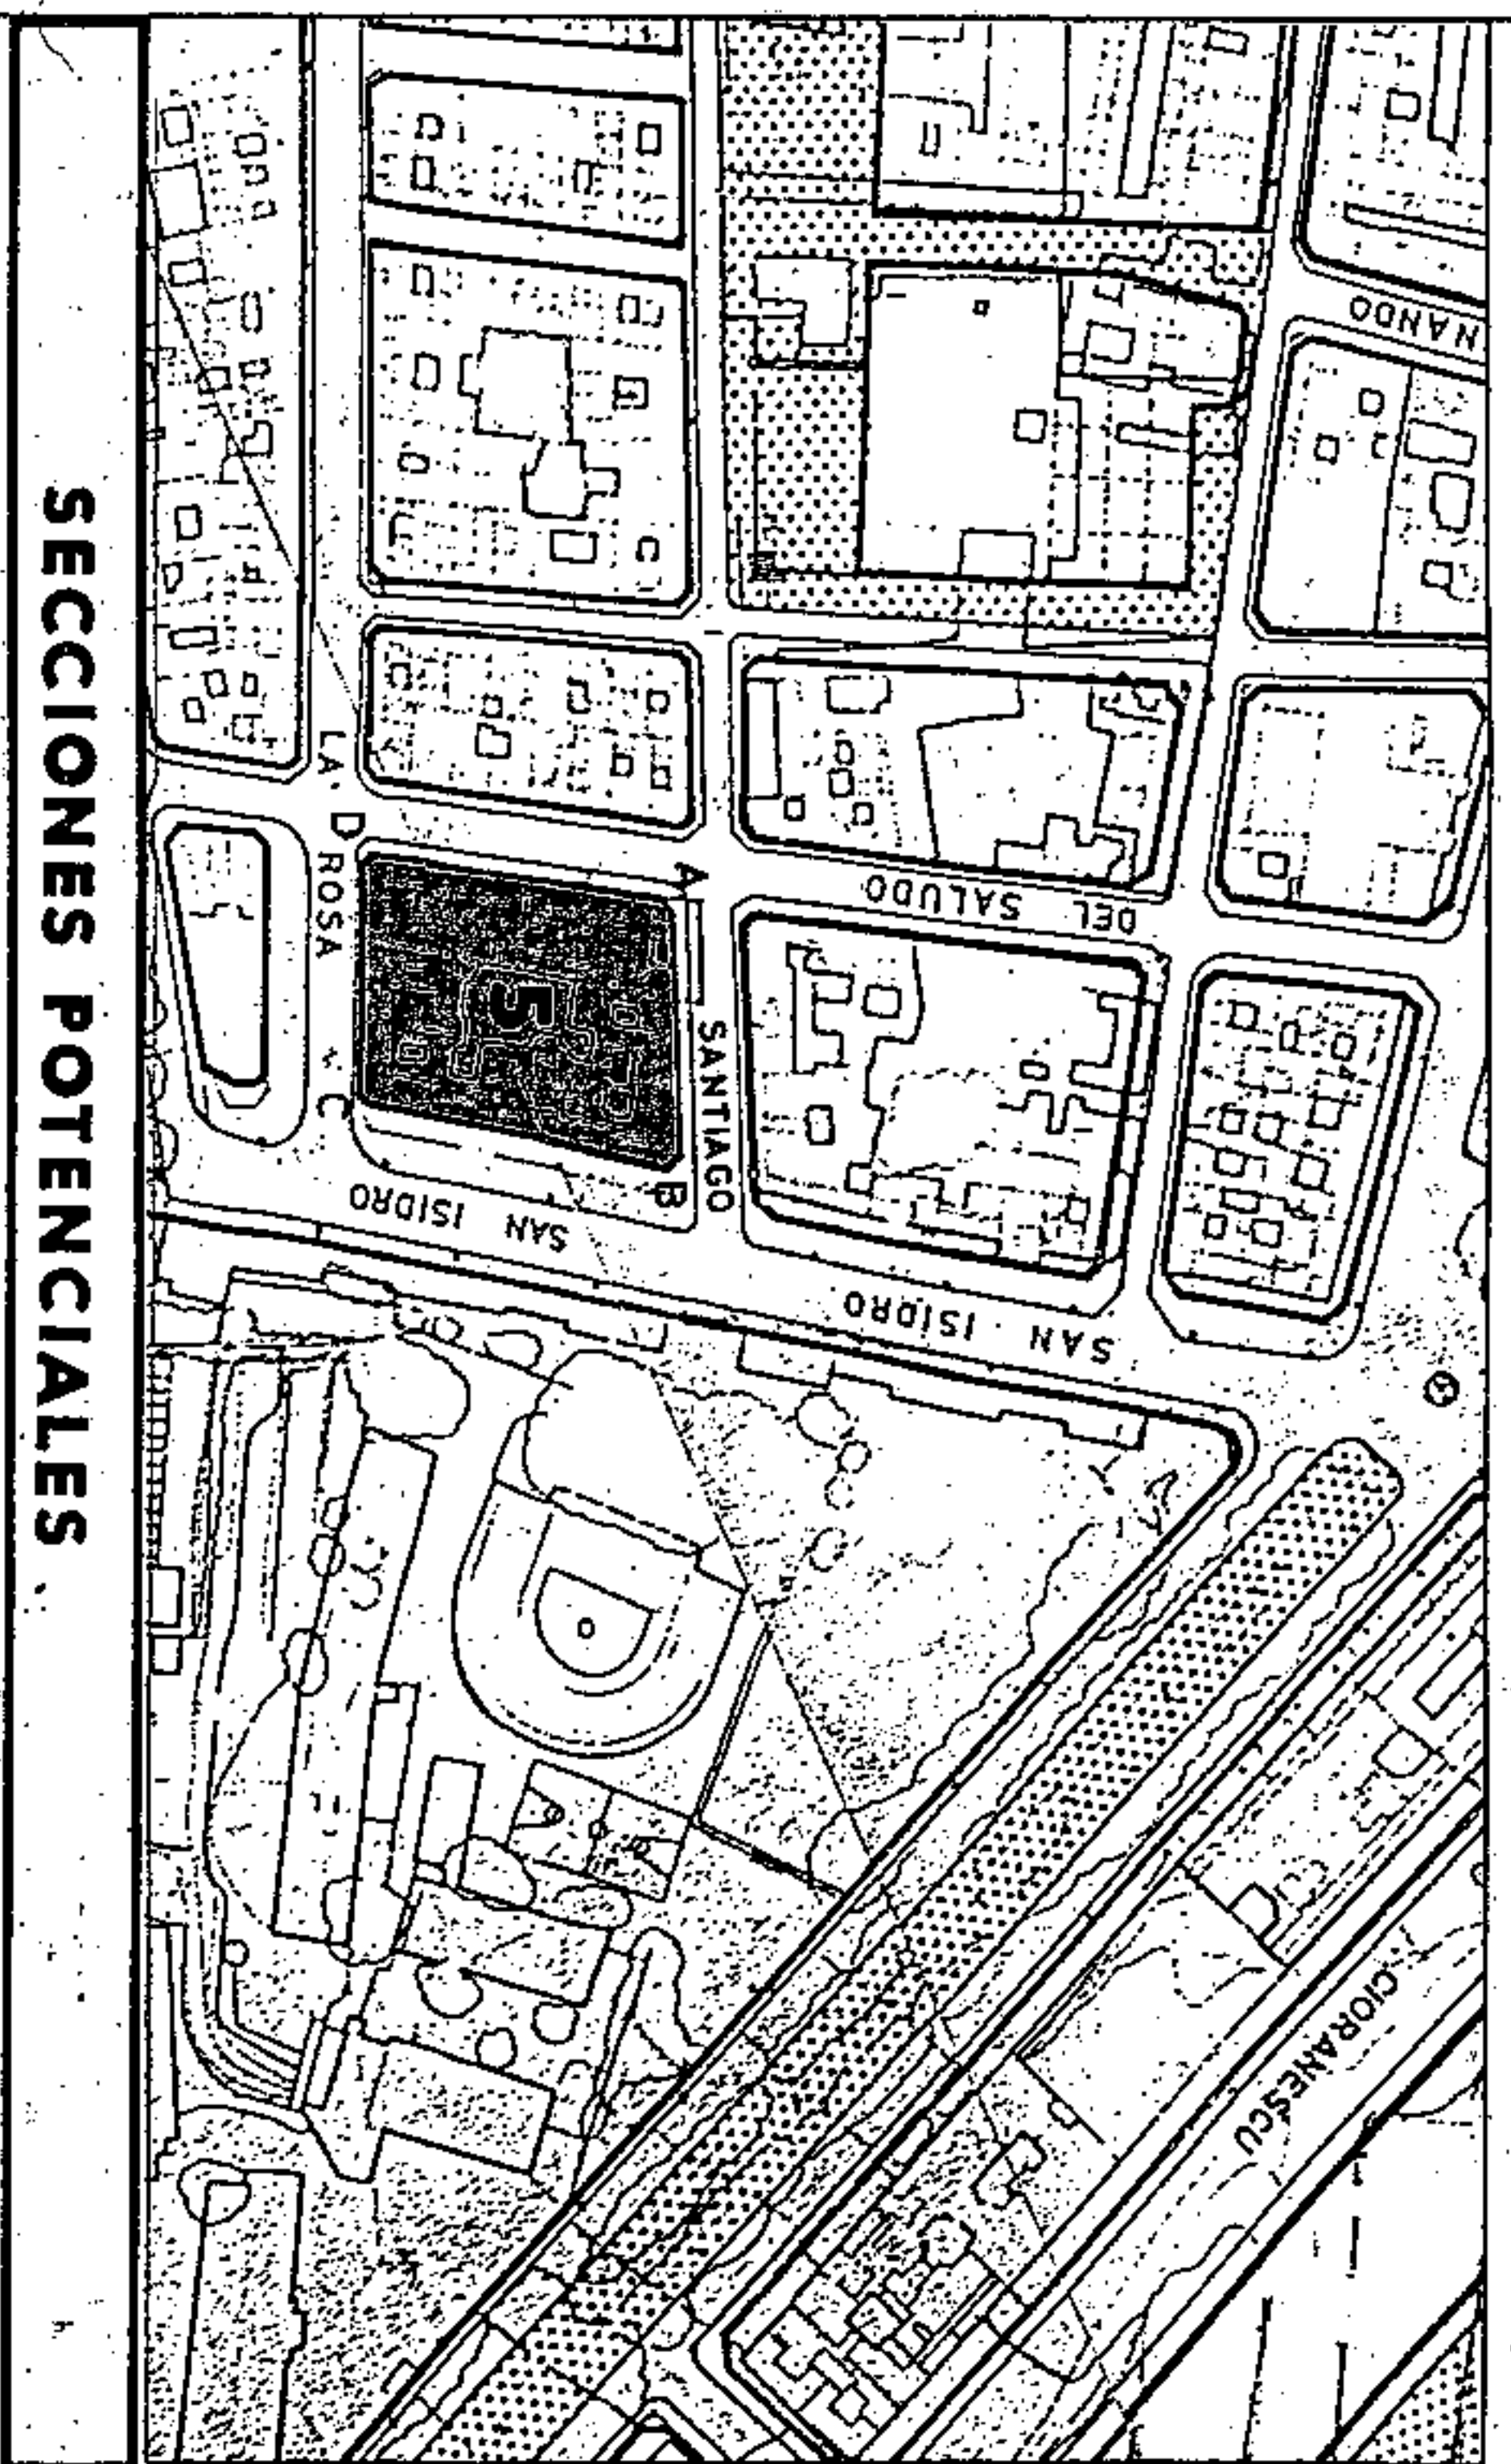 SECCIONES POTENCIALES
NANDO
DEL SALUDO
LA ROSA
D
A
5
SANTIAGO
C
B
SAN ISIDRO
SAN ISIDRO
CIORANESCU